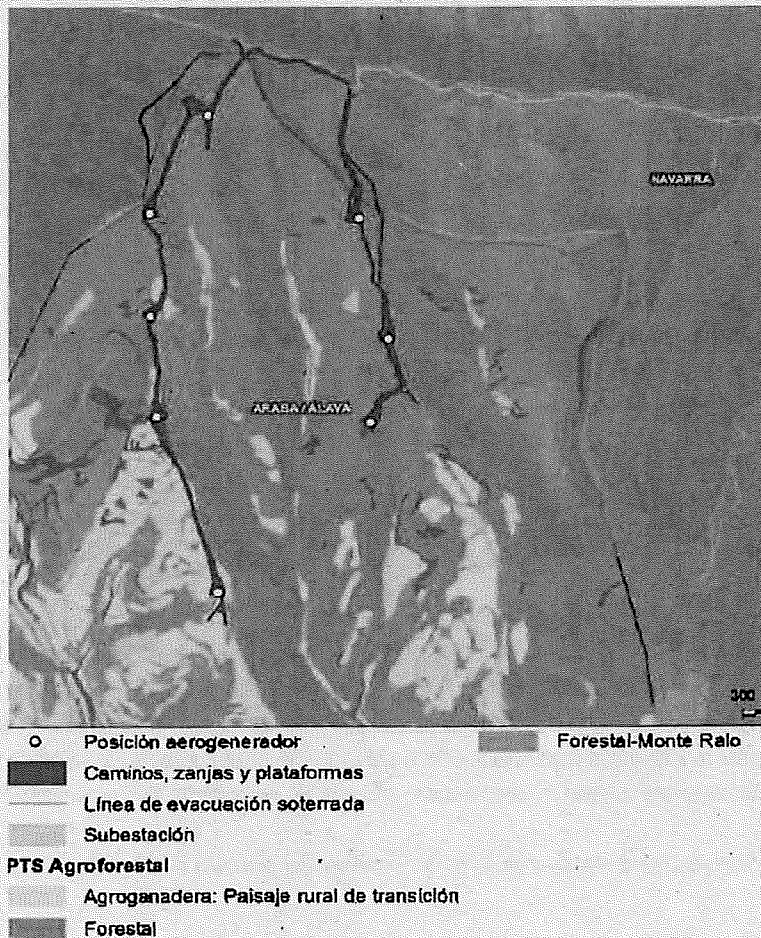 NAVARRA
ARABA / ÁLAVA
300
Posición aerogenerador
Forestal-Monte Ralo
Caminos, zanjas y plataformas
Línea de evacuación soterrada
Subestación
PTS Agroforestal
Agroganadera: Paisaje rural de transición
Forestal